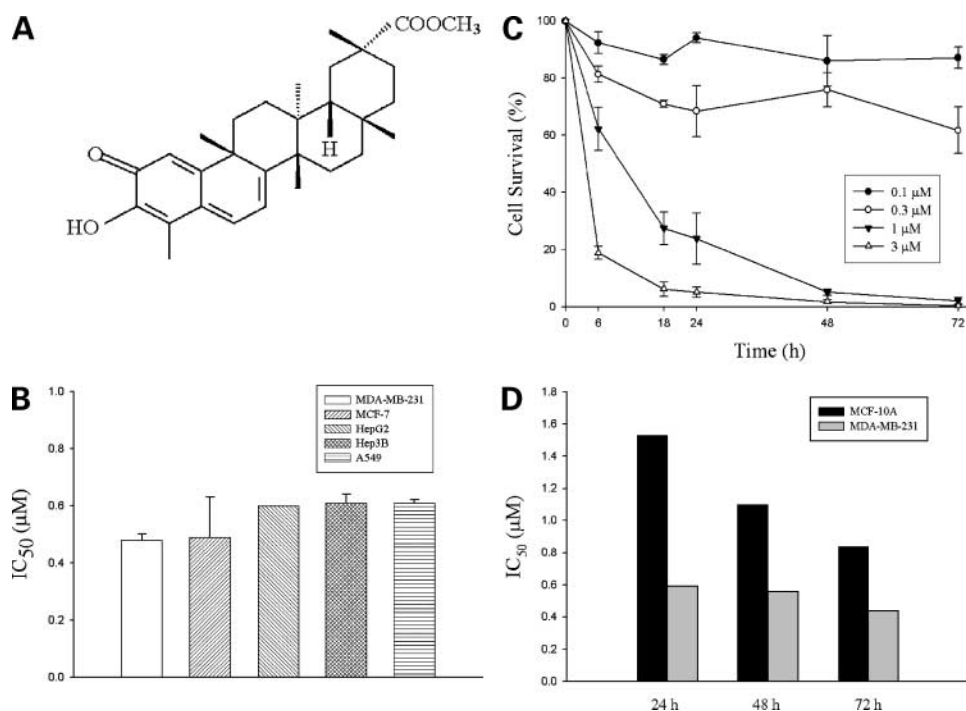 A
COOCH3
H
O
HO
B
1.0
0.8
0.6
0.4
0.2
0.0
IC50 (µM)
MDA-MB-231
MCF-7
HepG2
Hep3B
A549
C
100
80
60
40
20
0
Cell Survival (%)
0.1 µM
0.3 µM
1 µM
3 µM
0 6 18 24 48 72
Time (h)
D
1.8
1.6
1.4
1.2
1.0
0.8
0.6
0.4
0.2
0.0
IC50 (µM)
MCF-10A
MDA-MB-231
24 h 48 h 72 h